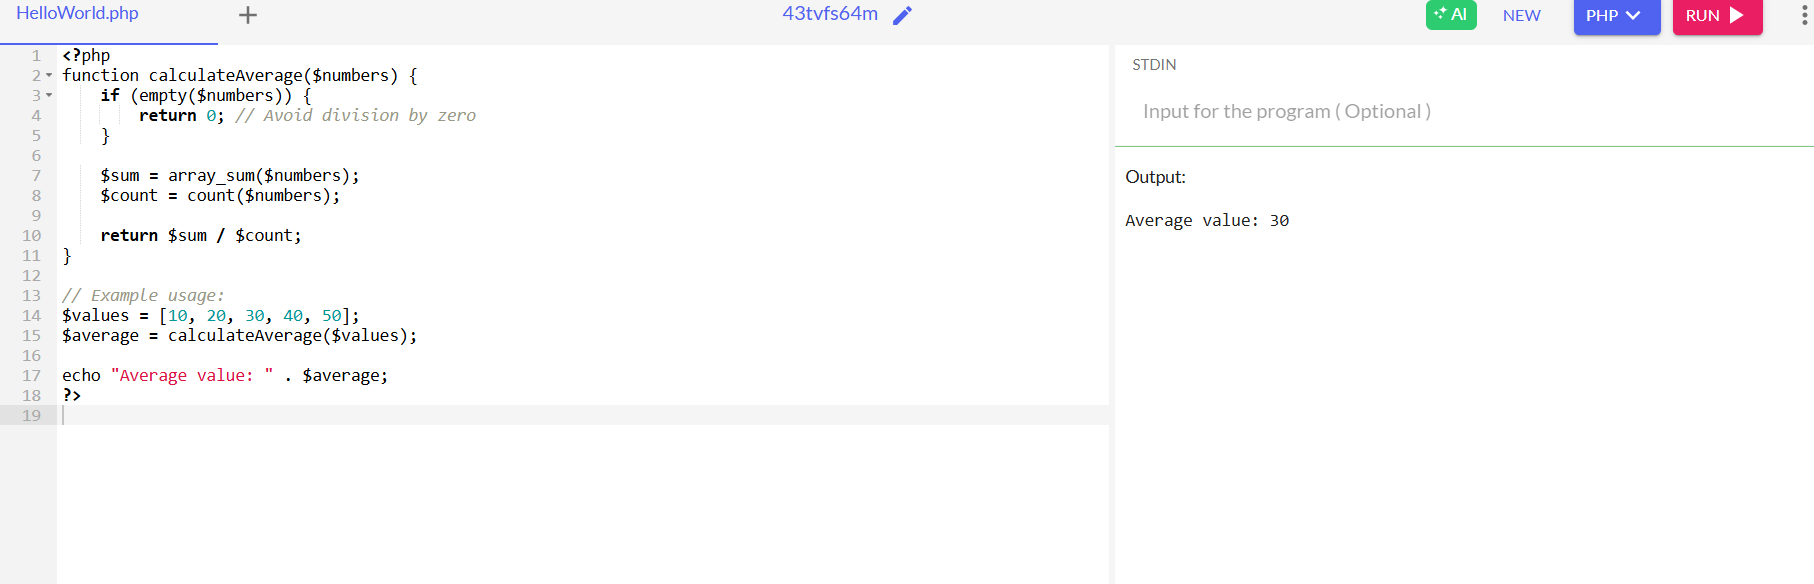 HelloWorld.php + 43tvfs64m AI NEW PHP RUN
1 <?php
2 function calculateAverage($numbers) {
3     if (empty($numbers)) {
4         return 0; // Avoid division by zero
5     }
6
7     $sum = array_sum($numbers);
8     $count = count($numbers);
9
10     return $sum / $count;
11 }
12
13 // Example usage:
14 $values = [10, 20, 30, 40, 50];
15 $average = calculateAverage($values);
16
17 echo "Average value: " . $average;
18 ?>
19
STDIN
Input for the program ( Optional )
Output:
Average value: 30